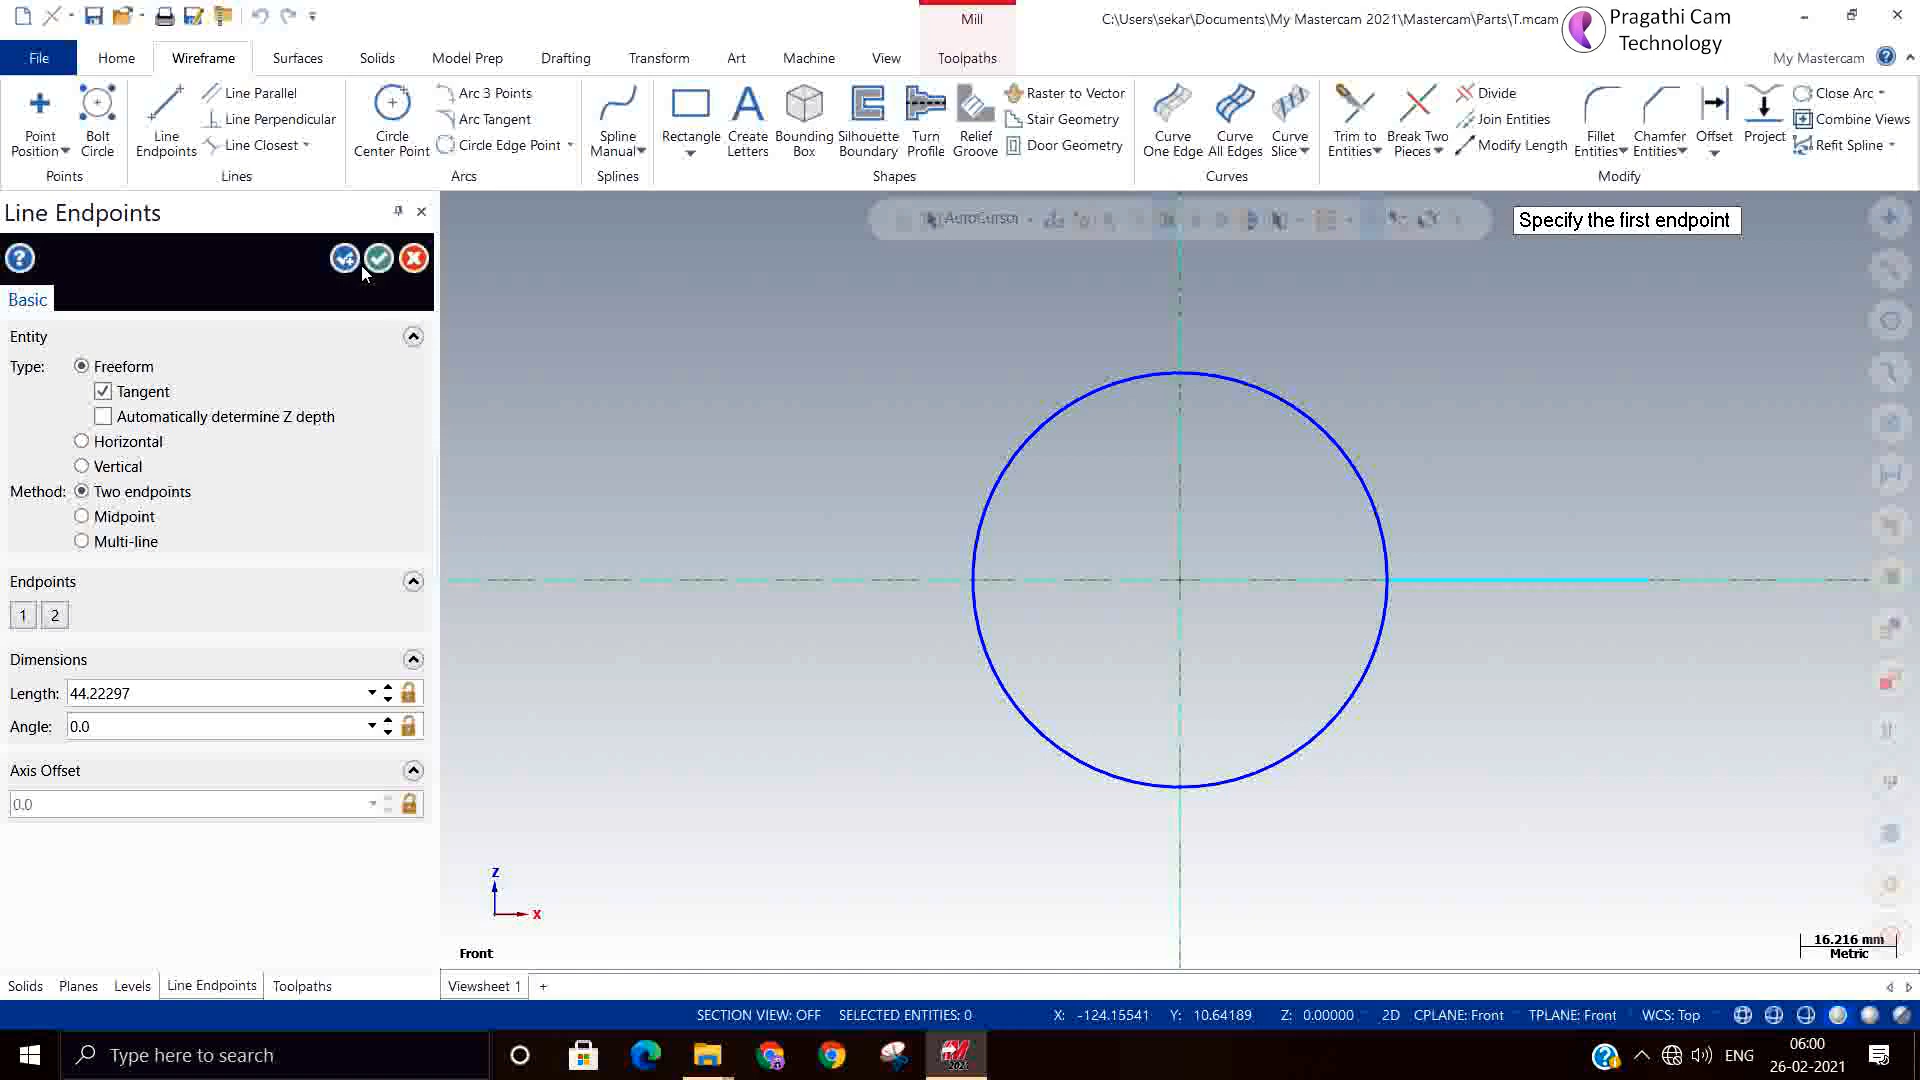 Mill
C:\Users\sekar\Documents\My Mastercam 2021\Mastercam\Parts\T.mcam
Pragathi Cam
Technology
File
Home
Wireframe
Surfaces
Solids
Model Prep
Drafting
Transform
Art
Machine
View
Toolpaths
My Mastercam
Point
Position
Bolt
Circle
Points
Line
Endpoints
Line Parallel
Line Perpendicular
Line Closest
Lines
Circle
Center Point
Arc 3 Points
Arc Tangent
Circle Edge Point
Arcs
Spline
Manual
Splines
Rectangle
Create
Letters
Bounding
Box
Silhouette
Boundary
Turn
Profile
Relief
Groove
Raster to Vector
Stair Geometry
Door Geometry
Shapes
Curve
One Edge
Curve
All Edges
Curve
Slice
Curves
Trim to
Entities
Break Two
Pieces
Divide
Join Entities
Modify Length
Fillet
Entities
Chamfer
Entities
Offset
Project
Close Arc
Combine Views
Refit Spline
Modify
Line Endpoints
Basic
Entity
Type:
Freeform
Tangent
Automatically determine Z depth
Horizontal
Vertical
Method:
Two endpoints
Midpoint
Multi-line
Endpoints
1
2
Dimensions
Length:
44.22297
Angle:
0.0
Axis Offset
0.0
AutoCursor
Specify the first endpoint
Z
X
Front
16.216 mm
Metric
Solids
Planes
Levels
Line Endpoints
Toolpaths
Viewsheet 1
+
SECTION VIEW: OFF
SELECTED ENTITIES: 0
X: -124.15541
Y: 10.64189
Z: 0.00000
2D
CPLANE: Front
TPLANE: Front
WCS: Top
Type here to search
2021
ENG
06:00
26-02-2021